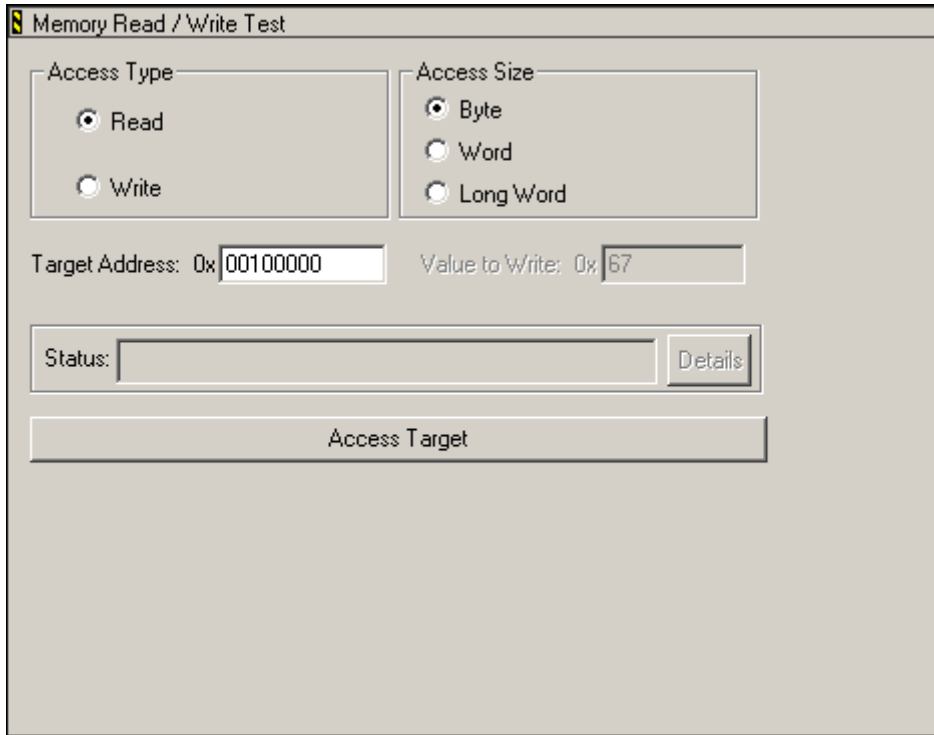 Memory Read / Write Test
Access Type
Read
Write
Access Size
Byte
Word
Long Word
Target Address: 0x 00100000 Value to Write: 0x 67
Status: Details
Access Target